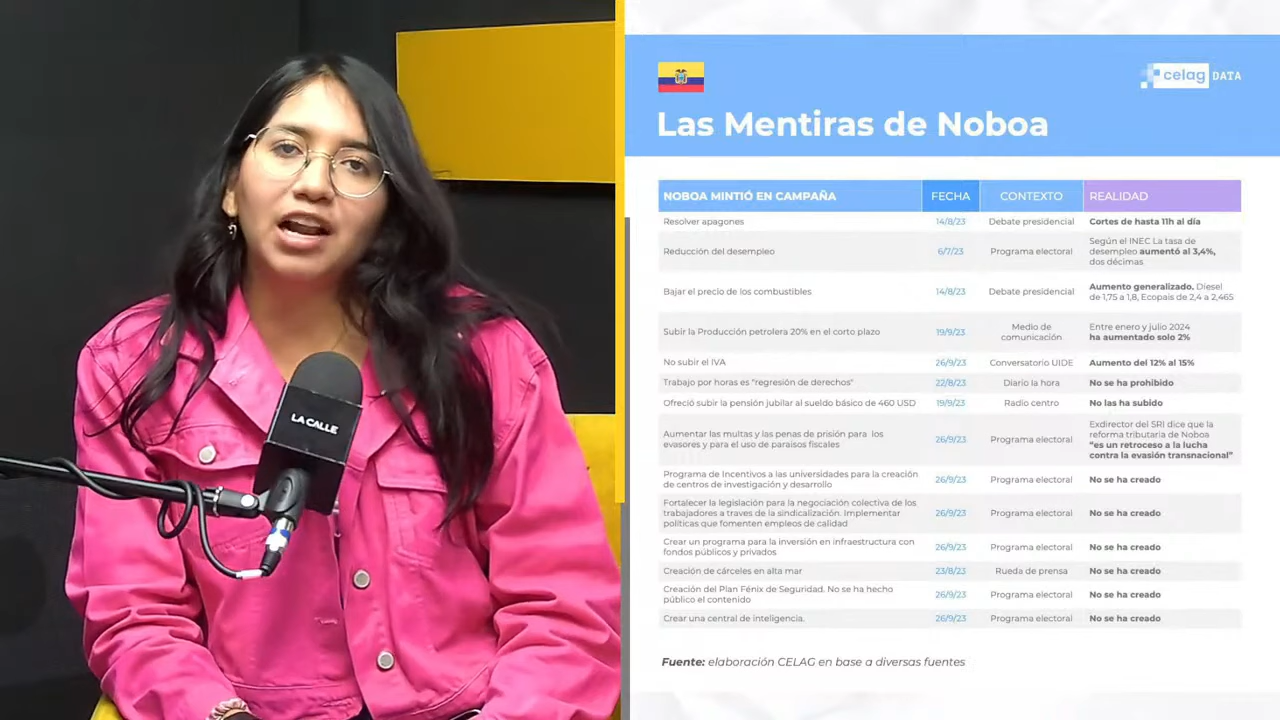 LA CALLE
celag DATA
Las Mentiras de Noboa
NOBOA MINTIÓ EN CAMPAÑA FECHA CONTEXTO REALIDAD
Resolver apagones 14/8/23 Debate presidencial Cortes de hasta 11h al día
Reducción del desempleo 6/7/23 Programa electoral Según el INEC La tasa de
desempleo aumentó al 3,4%,
dos décimas
Bajar el precio de los combustibles 14/8/23 Debate presidencial Aumento generalizado. Diesel
de 1,75 a 1,8, Ecopais de 2,4 a 2,465
Subir la Producción petrolera 20% en el corto plazo 19/9/23 Medio de
comunicación Entre enero y julio 2024
ha aumentado solo 2%
No subir el IVA 26/9/23 Conversatorio UIDE Aumento del 12% al 15%
Trabajo por horas es "regresión de derechos" 22/8/23 Diario la hora No se ha prohibido
Ofreció subir la pensión jubilar al sueldo básico de 460 USD 19/9/23 Radio centro No las ha subido
Aumentar las multas y las penas de prisión para los
evasores y para el uso de paraísos fiscales 26/9/23 Programa electoral Exdirector del SRI dice que la
reforma tributaria de Noboa
"es un retroceso a la lucha
contra la evasión transnacional"
Programa de Incentivos a las universidades para la creación
de centros de investigación y desarrollo 26/9/23 Programa electoral No se ha creado
Fortalecer la legislación para la negociación colectiva de los
trabajadores a traves de la sindicalización. Implementar
políticas que fomenten empleos de calidad 26/9/23 Programa electoral No se ha creado
Crear un programa para la inversión en infraestructura con
fondos públicos y privados 26/9/23 Programa electoral No se ha creado
Creación de cárceles en alta mar 23/8/23 Rueda de prensa No se ha creado
Creación del Plan Fénix de Seguridad. No se ha hecho
público el contenido 26/9/23 Programa electoral No se ha creado
Crear una central de inteligencia. 26/9/23 Programa electoral No se ha creado
Fuente: elaboración CELAG en base a diversas fuentes